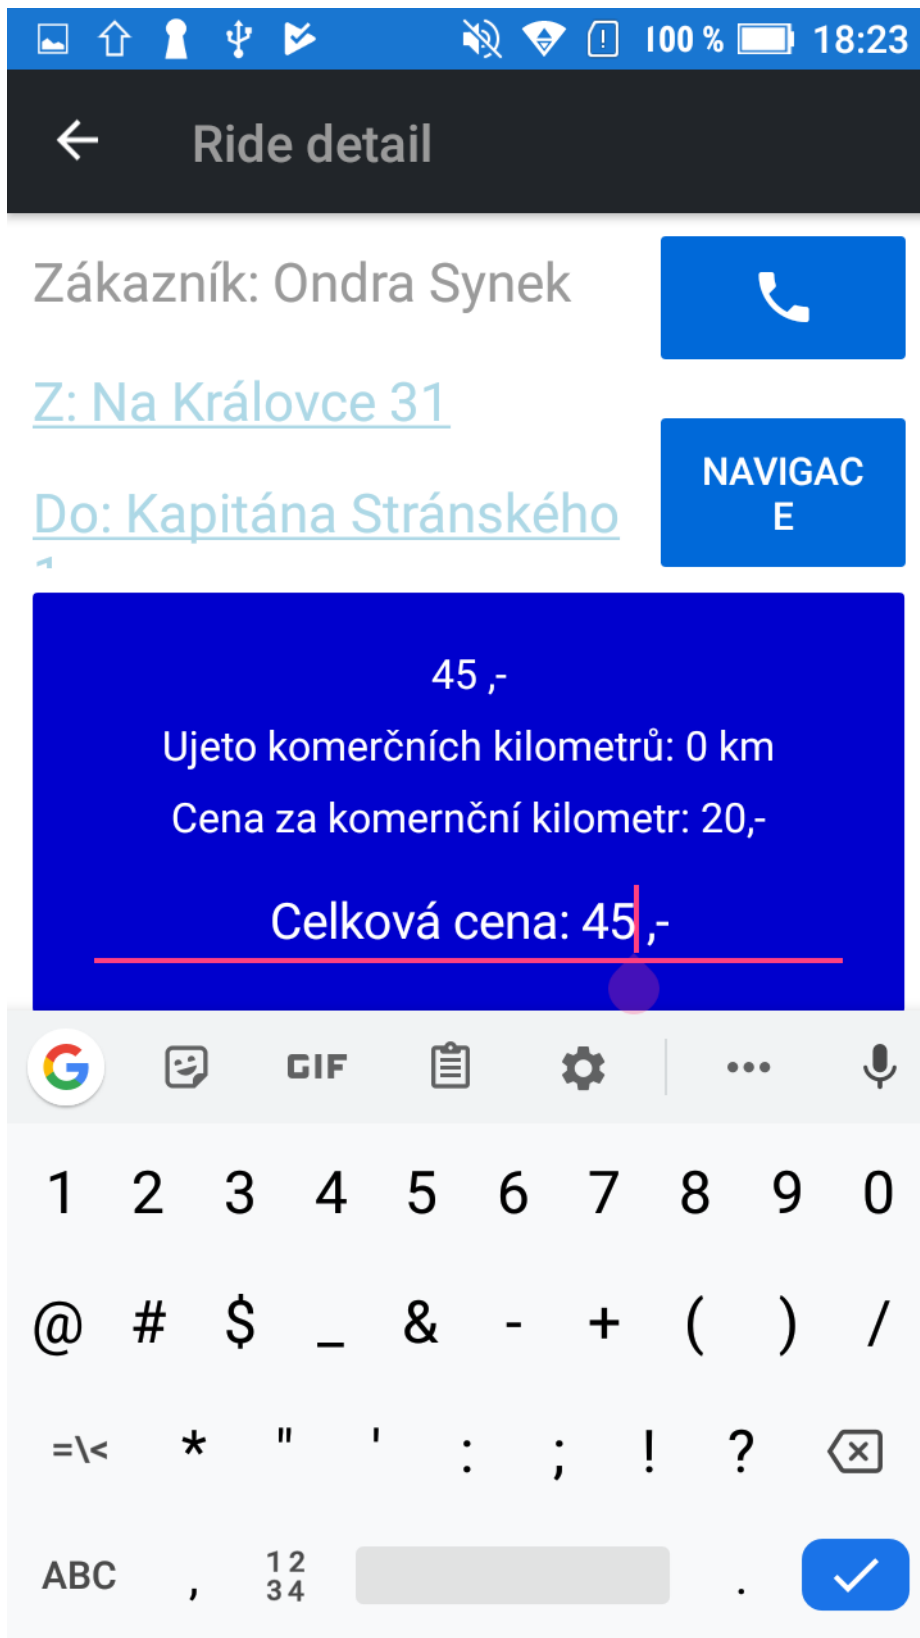 100 % 18:23
Ride detail
Zákazník: Ondra Synek
Z: Na Královce 31
Do: Kapitána Stránského
NAVIGAC
E
45 ,-
Ujeto komerčních kilometrů: 0 km
Cena za komernční kilometr: 20,-
Celková cena: 45 ,-
GIF
1 2 3 4 5 6 7 8 9 0
@ # $ _ & - + ( ) /
=\< * " ' : ; ! ?
ABC , 12 34 .